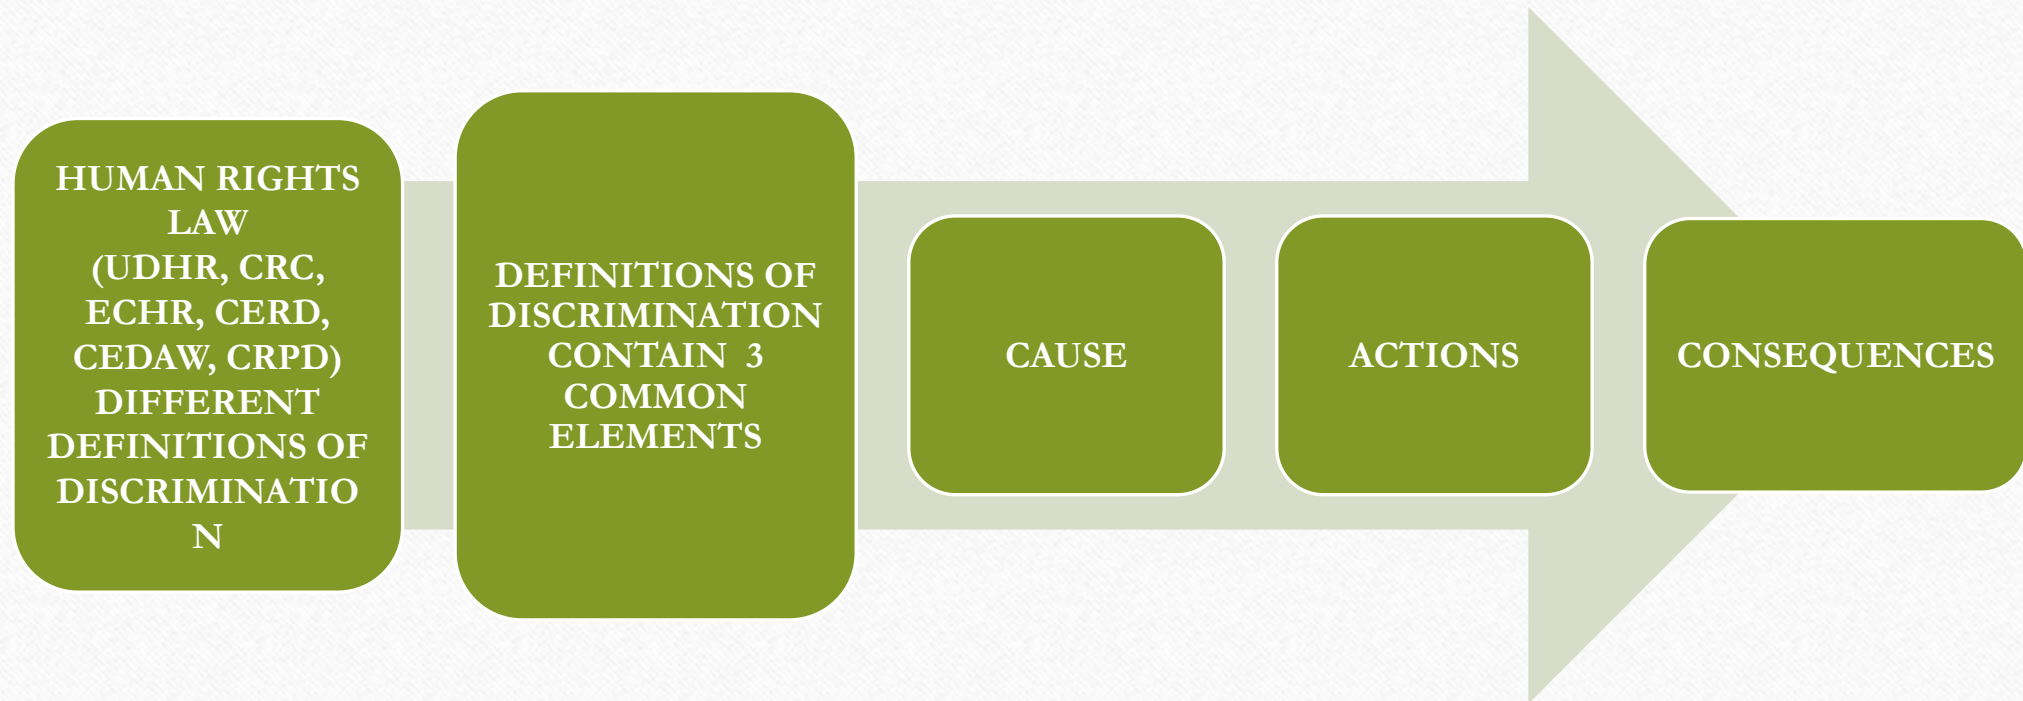 HUMAN RIGHTS
LAW
(UDHR, CRC,
ECHR, CERD,
CEDAW, CRPD)
DIFFERENT
DEFINITIONS OF
DISCRIMINATIO
N
DEFINITIONS OF
DISCRIMINATION
CONTAIN  3
COMMON
ELEMENTS
CAUSE
ACTIONS
CONSEQUENCES